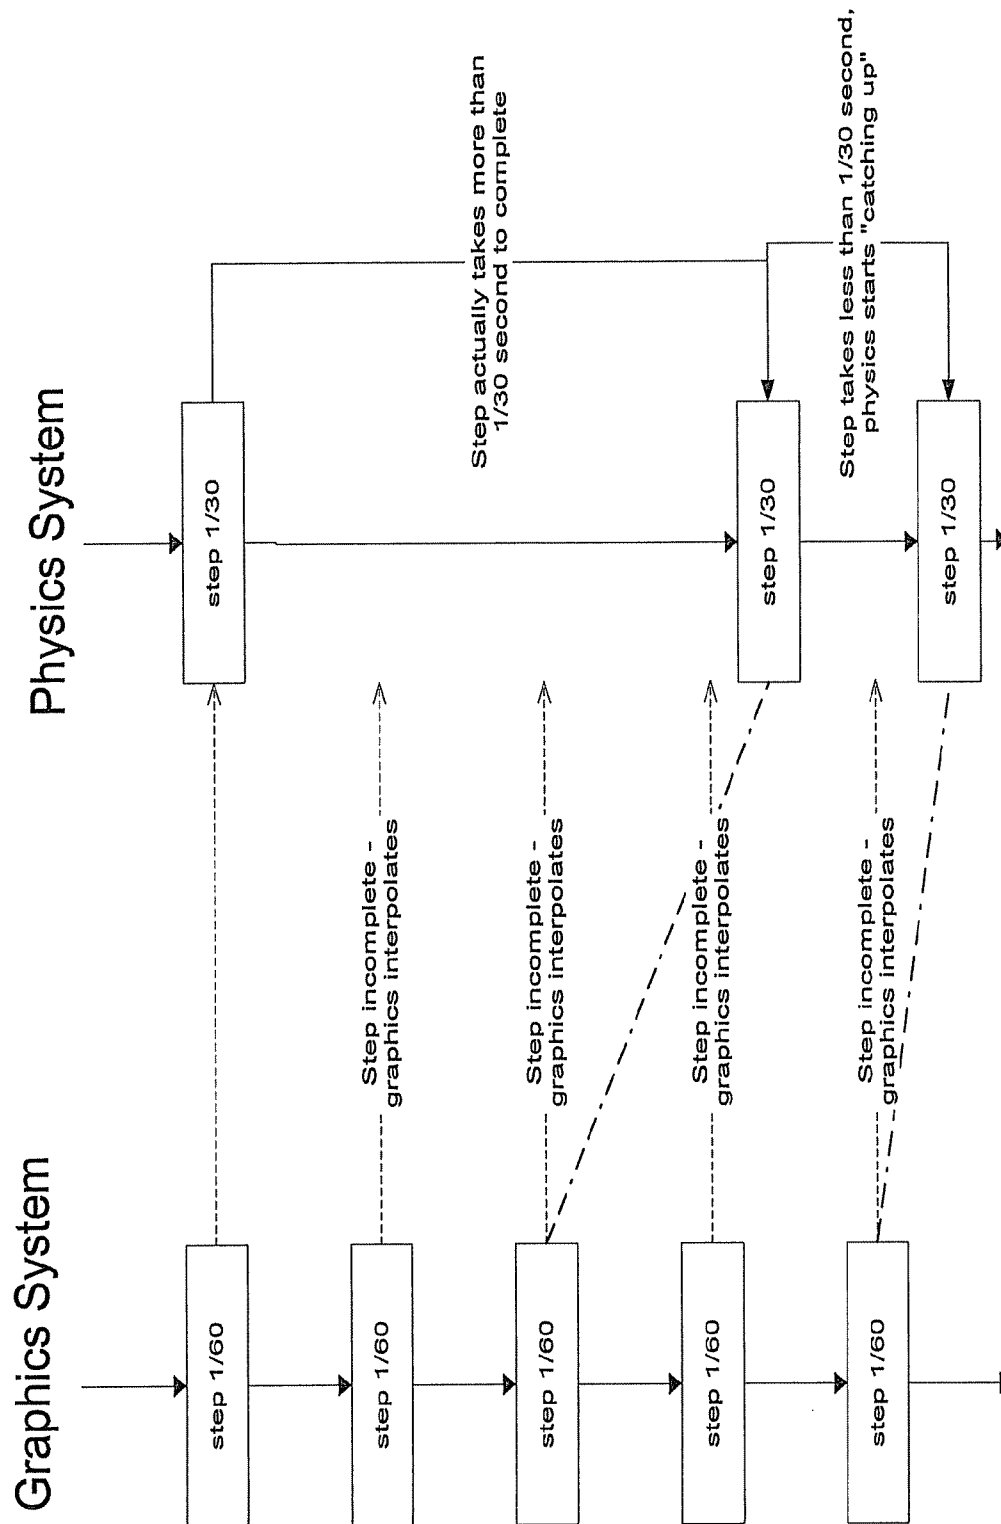 Graphics System
Physics System
step 1/60
step 1/30
Step actually takes more than
1/30 second to complete
step 1/60
Step incomplete -
graphics interpolates
step 1/60
Step incomplete -
graphics interpolates
step 1/60
Step incomplete -
graphics interpolates
step 1/30
Step takes less than 1/30 second,
physics starts "catching up"
step 1/60
Step incomplete -
graphics interpolates
step 1/30